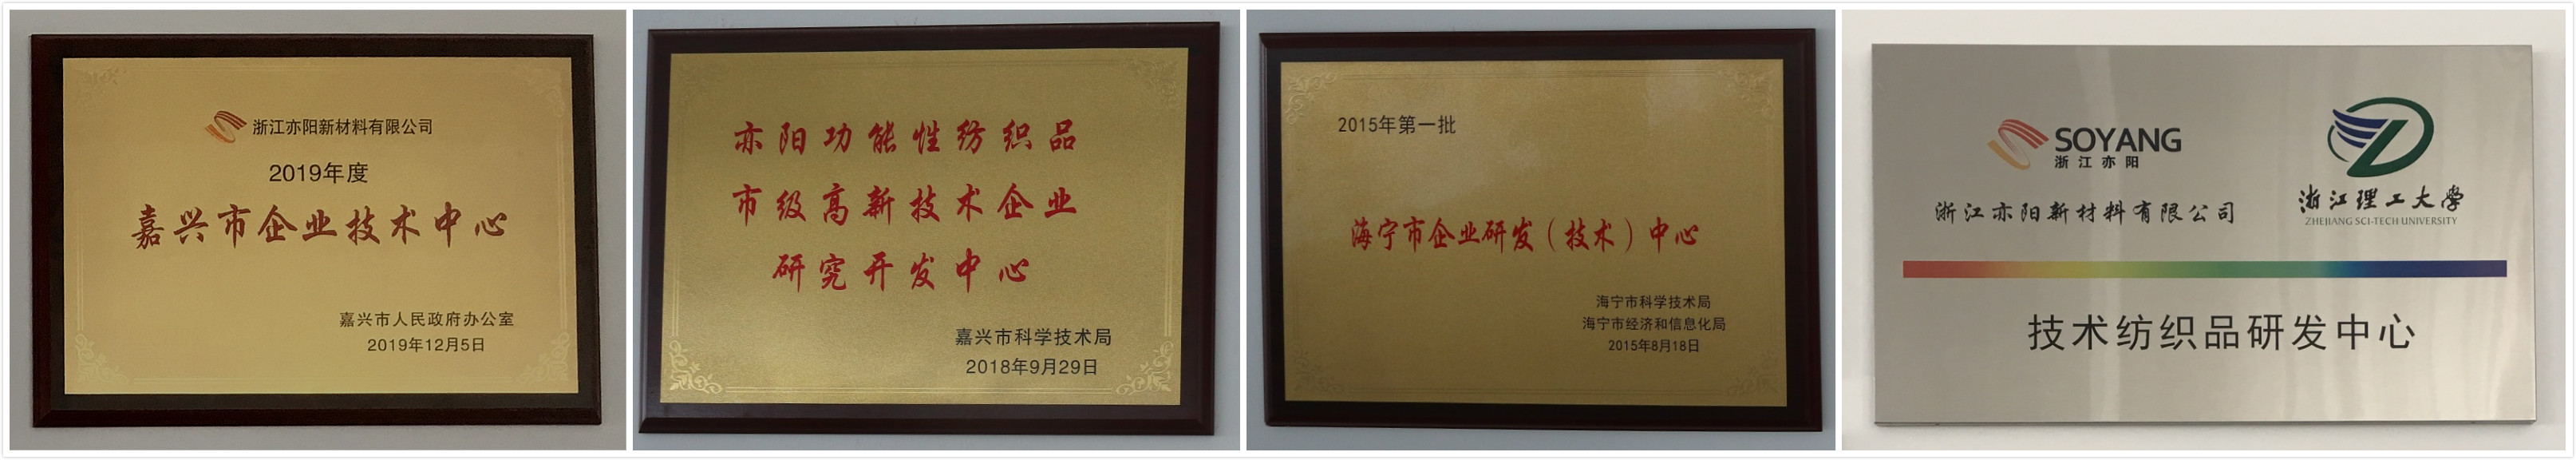 浙江亦阳新材料有限公司
2019年度
嘉兴市企业技术中心
嘉兴市人民政府办公室
2019年12月5日
亦阳功能性纺织品
市级高新技术企业
研究开发中心
嘉兴市科学技术局
2018年9月29日
2015年第一批
海宁市企业研发（技术）中心
海宁市科学技术局
海宁市经济和信息化局
2015年8月18日
SOYANG
浙江亦阳
浙江亦阳新材料有限公司
浙江理工大学
ZHEJIANG SCI-TECH UNIVERSITY
技术纺织品研发中心